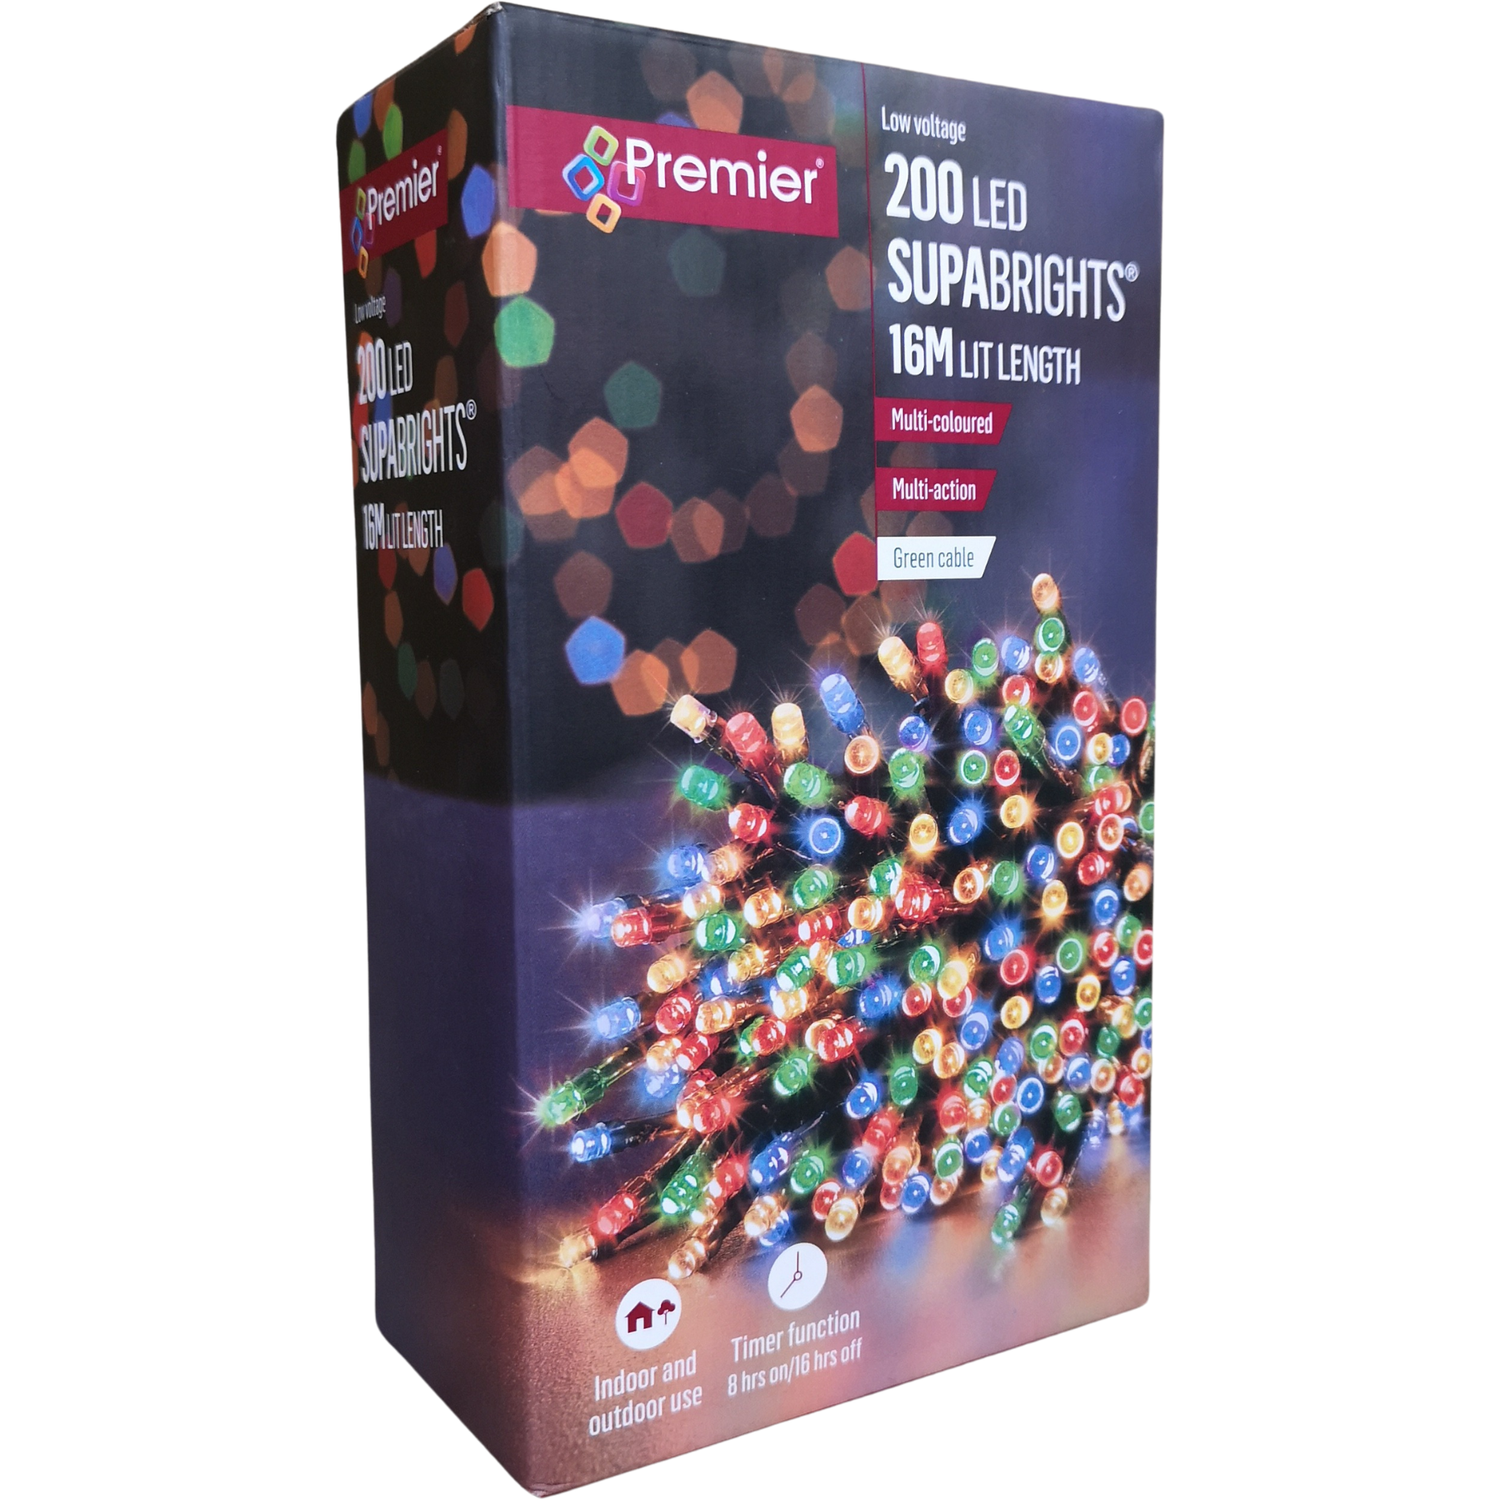 Premier®
Low voltage
200 LED
SUPABRIGHTS®
16M LIT LENGTH
Premier®
Low voltage
200 LED
SUPABRIGHTS®
16M LIT LENGTH
Multi-coloured
Multi-action
Green cable
Indoor and
outdoor use
Timer function
8 hrs on/16 hrs off